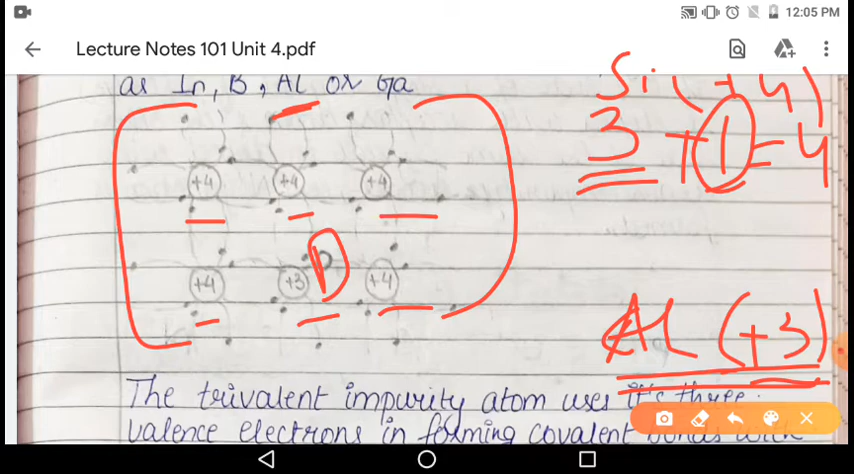 12:05 PM
Lecture Notes 101 Unit 4.pdf
as In, B, Al or Ga
Si (+4)
3 + 1 = 4
+4 +4 +4
+4 +3 +4
Al (+3)
The trivalent impurity atom uses it's three
valence electrons in forming covalent bonds with